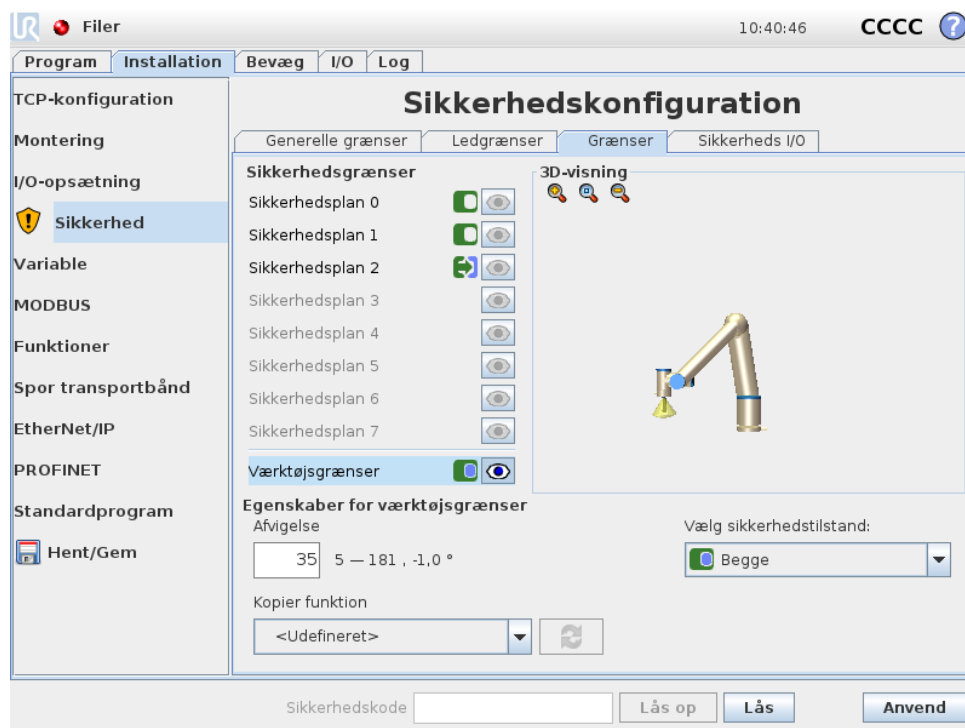 UR Filer 10:40:46 CCCC ?
Program Installation Bevæg I/O Log
TCP-konfiguration
Montering
I/O-opsætning
Sikkerhed
Variable
MODBUS
Funktioner
Spor transportbånd
EtherNet/IP
PROFINET
Standardprogram
Hent/Gem
Sikkerhedskonfiguration
Generelle grænser Ledgrænser Grænser Sikkerheds I/O
Sikkerhedsgrænser
Sikkerhedsplan 0
Sikkerhedsplan 1
Sikkerhedsplan 2
Sikkerhedsplan 3
Sikkerhedsplan 4
Sikkerhedsplan 5
Sikkerhedsplan 6
Sikkerhedsplan 7
Værktøjsgrænser
3D-visning
Egenskaber for værktøjsgrænser
Afvigelse
35 5 — 181 , -1,0 °
Vælg sikkerhedstilstand:
Begge
Kopier funktion
<Udefineret>
Sikkerhedskode Lås op Lås Anvend